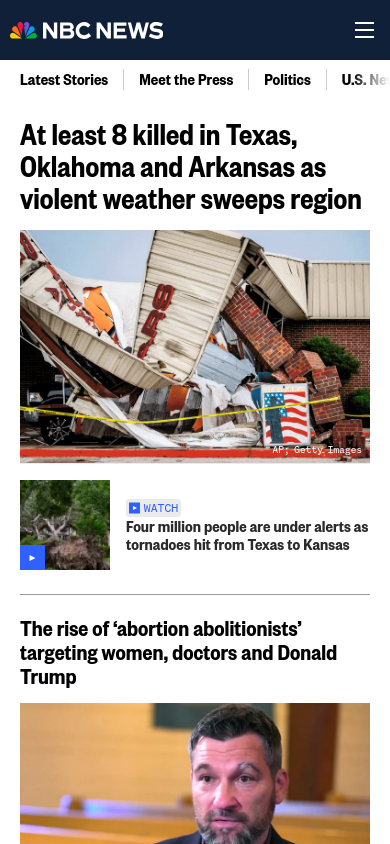 NBC NEWS
Latest Stories
Meet the Press
Politics
U.S. Ne
At least 8 killed in Texas,
Oklahoma and Arkansas as
violent weather sweeps region
AP; Getty Images
WATCH
Four million people are under alerts as
tornadoes hit from Texas to Kansas
The rise of ‘abortion abolitionists’
targeting women, doctors and Donald
Trump